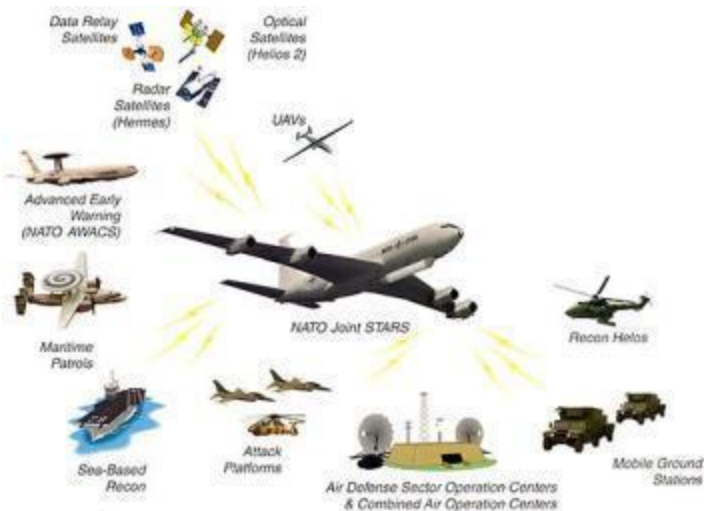 Data Relay
Satellites
Optical
Satellites
(Helios 2)
Radar
Satellites
(Hermes)
UAVs
Advanced Early
Warning
(NATO AWACS)
NATO Joint STARS
Maritime
Patrols
Recon Helos
Sea-Based
Recon
Attack
Platforms
Air Defense Sector Operation Centers
& Combined Air Operation Centers
Mobile Ground
Stations